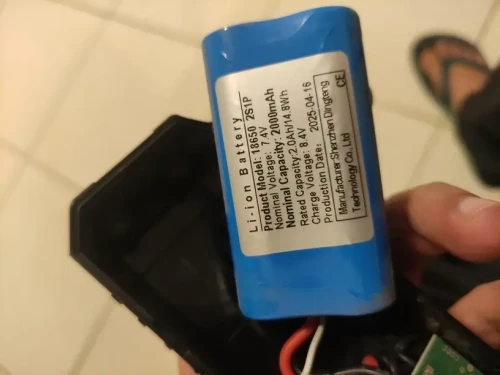 Li-ion Battery
Product Model: 18650 2S1P
Nominal Voltage: 7.4V
Nominal Capacity: 2000mAh
Rated Capacity:2.0Ah/14.8Wh
Charge Voltage: 8.4V
Production Date: 2025-04-16
Manufacturer:Shenzhen Dingteng
Technology Co., Ltd
CE